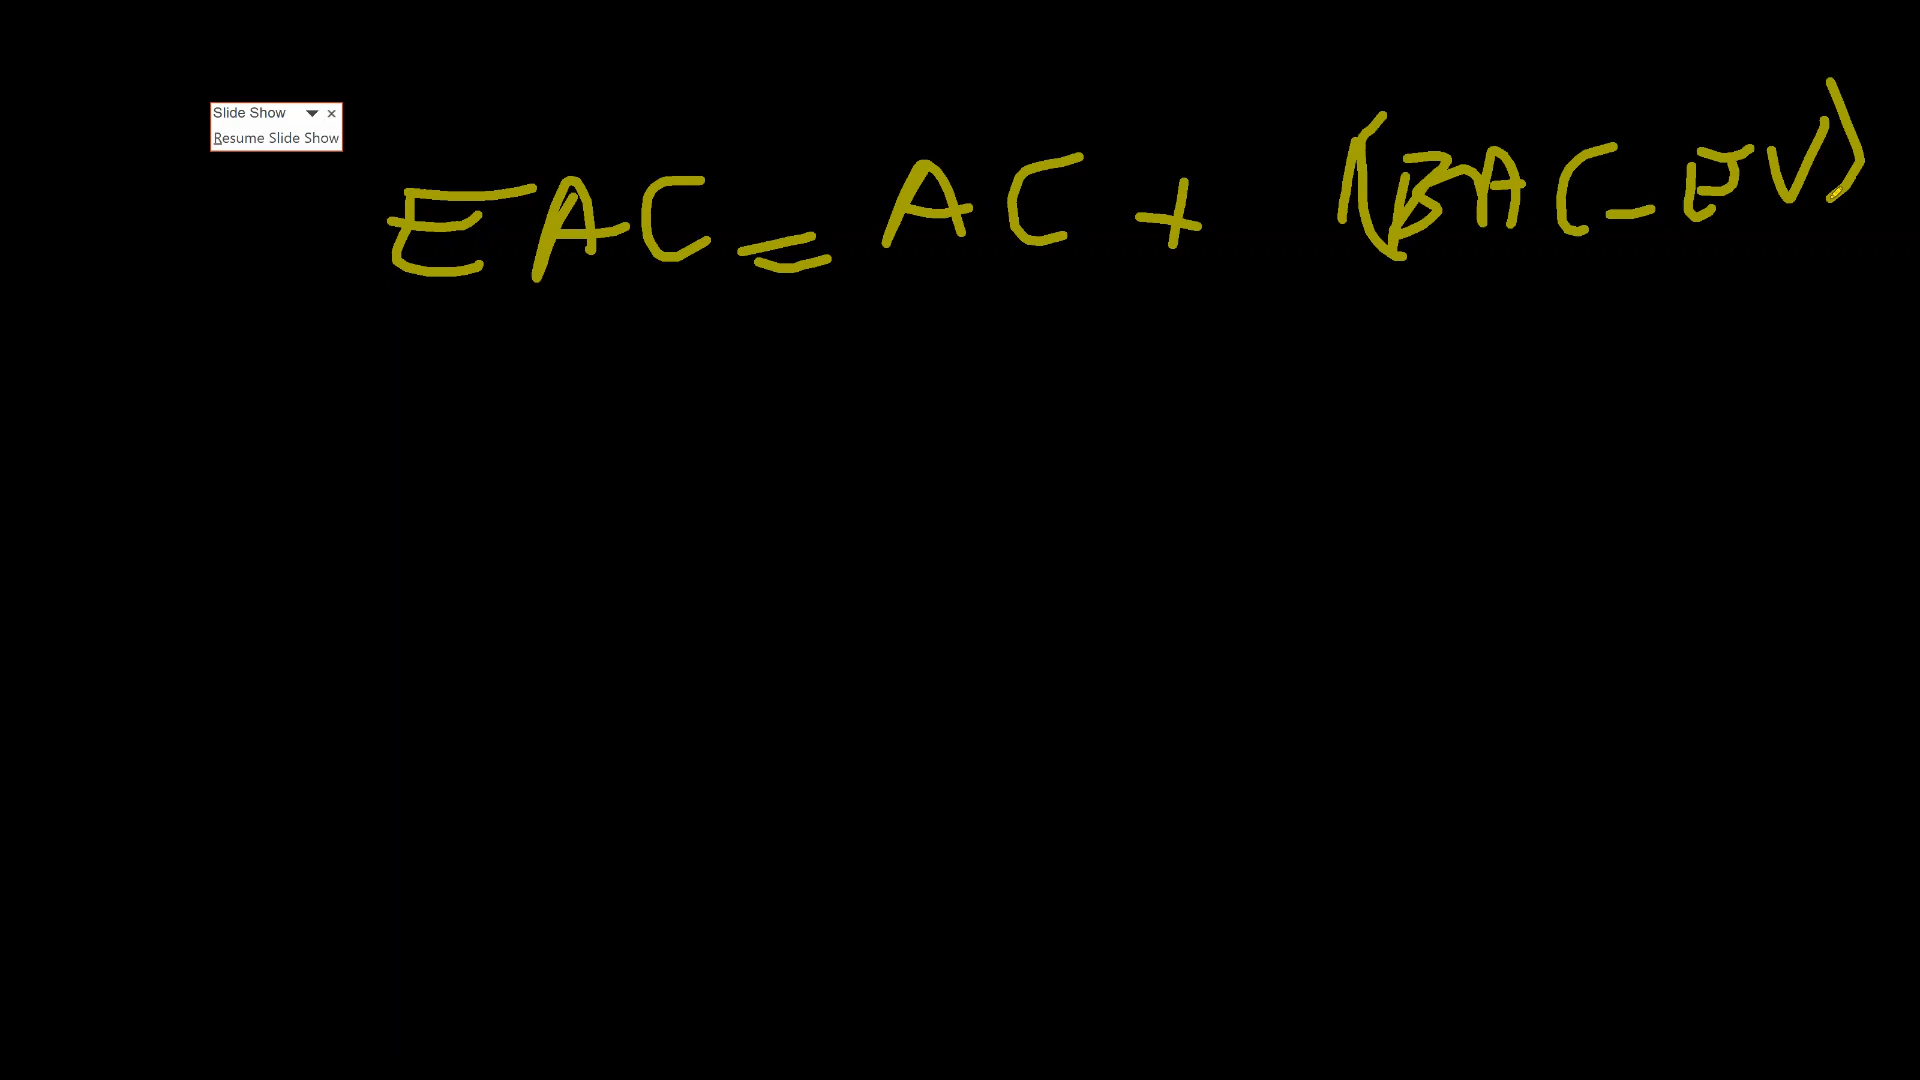 Slide Show
Resume Slide Show
EAC = AC + (BAC - EV)